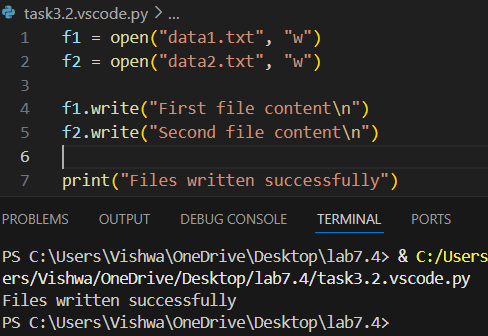 task3.2.vscode.py > ...
1 f1 = open("data1.txt", "w")
2 f2 = open("data2.txt", "w")
3
4 f1.write("First file content\n")
5 f2.write("Second file content\n")
6
7 print("Files written successfully")
PROBLEMS OUTPUT DEBUG CONSOLE TERMINAL PORTS
PS C:\Users\Vishwa\OneDrive\Desktop\lab7.4> & C:/Users
ers/Vishwa/OneDrive/Desktop/lab7.4/task3.2.vscode.py
Files written successfully
PS C:\Users\Vishwa\OneDrive\Desktop\lab7.4>